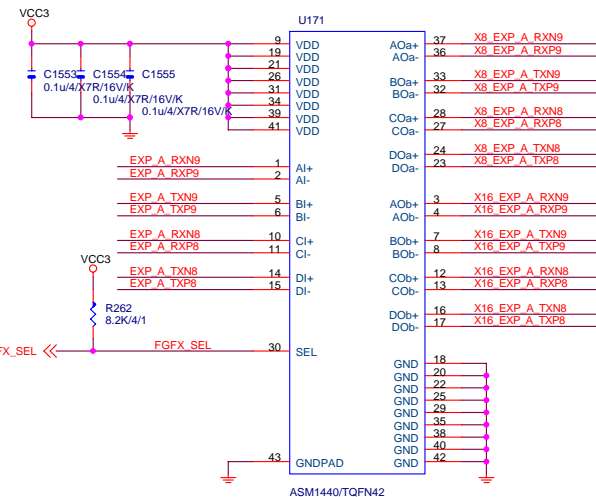 VCC3
U171
C1553
C1554
C1555
0.1u/4/X7R/16V/K
0.1u/4/X7R/16V/K
0.1u/4/X7R/16V/K
9 VDD
19 VDD
21 VDD
26 VDD
31 VDD
34 VDD
39 VDD
41 VDD
EXP_A_RXN9 1 AI+
EXP_A_RXP9 2 AI-
EXP_A_TXN9 5 BI+
EXP_A_TXP9 6 BI-
EXP_A_RXN8 10 CI+
EXP_A_RXP8 11 CI-
EXP_A_TXN8 14 DI+
EXP_A_TXP8 15 DI-
VCC3
R262
8.2K/4/1
FX_SEL FGFX_SEL 30 SEL
43 GNDPAD
AOa+ 37 X8_EXP_A_RXN9
AOa- 36 X8_EXP_A_RXP9
BOa+ 33 X8_EXP_A_TXN9
BOa- 32 X8_EXP_A_TXP9
COa+ 28 X8_EXP_A_RXN8
COa- 27 X8_EXP_A_RXP8
DOa+ 24 X8_EXP_A_TXN8
DOa- 23 X8_EXP_A_TXP8
AOb+ 3 X16_EXP_A_RXN9
AOb- 4 X16_EXP_A_RXP9
BOb+ 7 X16_EXP_A_TXN9
BOb- 8 X16_EXP_A_TXP9
COb+ 12 X16_EXP_A_RXN8
COb- 13 X16_EXP_A_RXP8
DOb+ 16 X16_EXP_A_TXN8
DOb- 17 X16_EXP_A_TXP8
GND 18
GND 20
GND 22
GND 25
GND 29
GND 35
GND 38
GND 40
GND 42
ASM1440/TQFN42